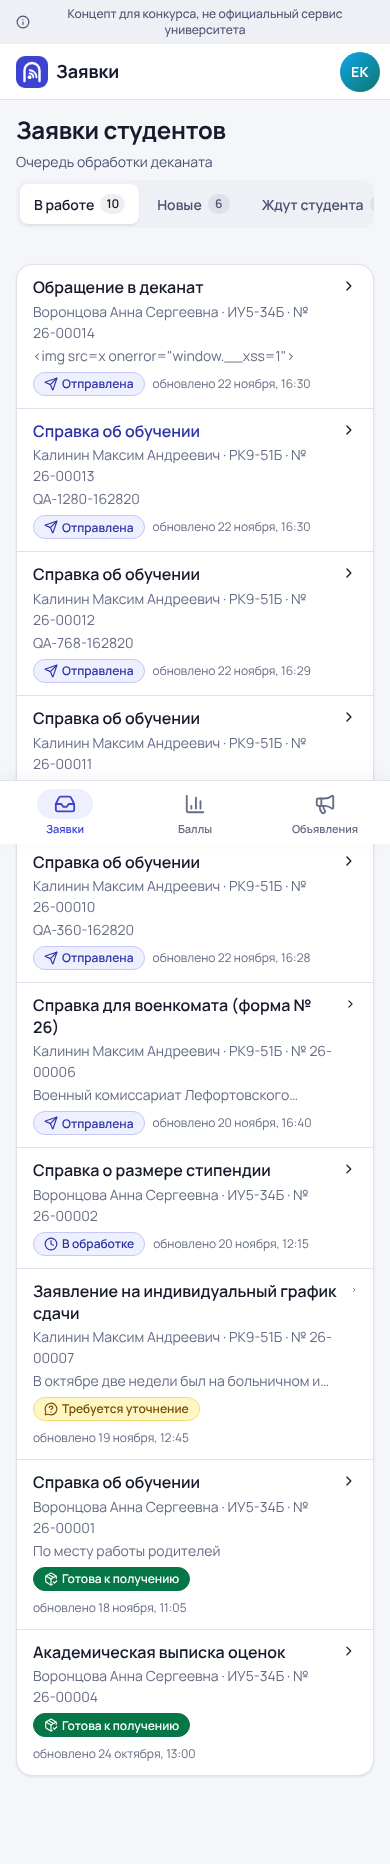 Концепт для конкурса, не официальный сервис
университета
Заявки
ЕК
Заявки студентов
Очередь обработки деканата
В работе 10
Новые 6
Ждут студента
Обращение в деканат
Воронцова Анна Сергеевна · ИУ5-34Б · №
26-00014
<img src=x onerror="window.__xss=1">
Отправлена обновлено 22 ноября, 16:30
Справка об обучении
Калинин Максим Андреевич · РК9-51Б · №
26-00013
QA-1280-162820
Отправлена обновлено 22 ноября, 16:30
Справка об обучении
Калинин Максим Андреевич · РК9-51Б · №
26-00012
QA-768-162820
Отправлена обновлено 22 ноября, 16:29
Справка об обучении
Калинин Максим Андреевич · РК9-51Б · №
26-00011
Заявки
Баллы
Объявления
Справка об обучении
Калинин Максим Андреевич · РК9-51Б · №
26-00010
QA-360-162820
Отправлена обновлено 22 ноября, 16:28
Справка для военкомата (форма №
26)
Калинин Максим Андреевич · РК9-51Б · № 26-
00006
Военный комиссариат Лефортовского…
Отправлена обновлено 20 ноября, 16:40
Справка о размере стипендии
Воронцова Анна Сергеевна · ИУ5-34Б · №
26-00002
В обработке обновлено 20 ноября, 12:15
Заявление на индивидуальный график
сдачи
Калинин Максим Андреевич · РК9-51Б · № 26-
00007
В октябре две недели был на больничном и…
Требуется уточнение
обновлено 19 ноября, 12:45
Справка об обучении
Воронцова Анна Сергеевна · ИУ5-34Б · №
26-00001
По месту работы родителей
Готова к получению
обновлено 18 ноября, 11:05
Академическая выписка оценок
Воронцова Анна Сергеевна · ИУ5-34Б · №
26-00004
Готова к получению
обновлено 24 октября, 13:00